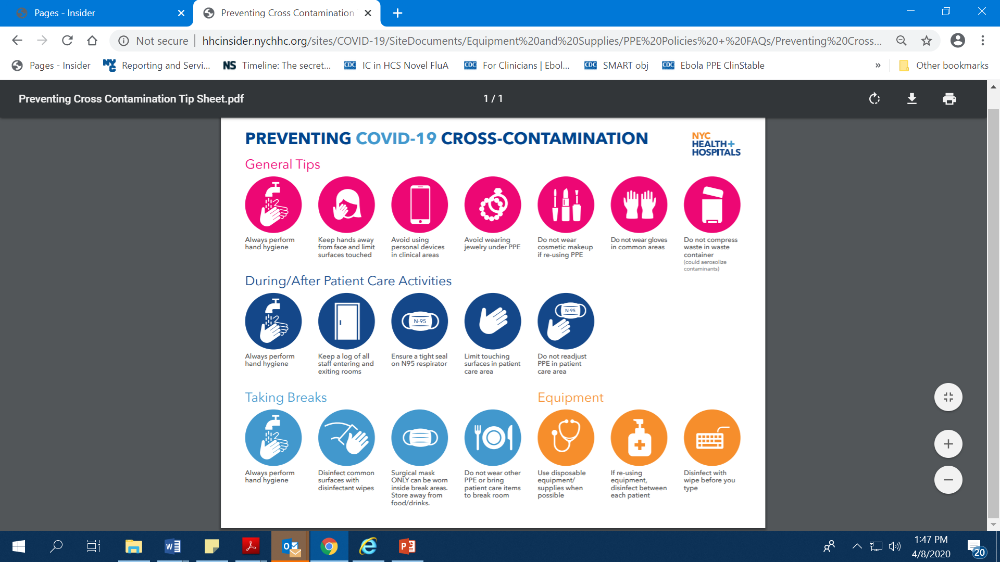 Pages - Insider
Preventing Cross Contamination
Not secure
hhcinsider.nychhc.org/sites/COVID-19/SiteDocuments/Equipment%20and%20Supplies/PPE%20Policies%20+%20FAQs/Preventing%20Cross...
Pages - Insider
NYC
Reporting and Servi...
NS
Timeline: The secret...
CDC
IC in HCS Novel FluA
CDC
For Clinicians | Ebol...
CDC
SMART obj
CDC
Ebola PPE ClinStable
»
Other bookmarks
Preventing Cross Contamination Tip Sheet.pdf
1 / 1
PREVENTING COVID-19 CROSS-CONTAMINATION
NYC
HEALTH+
HOSPITALS
General Tips
Always perform
hand hygiene
Keep hands away
from face and limit
surfaces touched
Avoid using
personal devices
in clinical areas
Avoid wearing
jewelry under PPE
Do not wear
cosmetic makeup
if re-using PPE
Do not wear gloves
in common areas
Do not compress
waste in waste
container
(could aerosolize
contaminants)
During/After Patient Care Activities
N-95
N-95
Always perform
hand hygiene
Keep a log of all
staff entering and
exiting rooms
Ensure a tight seal
on N95 respirator
Limit touching
surfaces in patient
care area
Do not readjust
PPE in patient
care area
Taking Breaks
Always perform
hand hygiene
Disinfect common
surfaces with
disinfectant wipes
Surgical mask
ONLY can be worn
inside break areas.
Store away from
food/drinks.
Do not wear other
PPE or bring
patient care items
to break room
Equipment
Use disposable
equipment/
supplies when
possible
If re-using
equipment,
disinfect between
each patient
Disinfect with
wipe before you
type
1:47 PM
4/8/2020
20